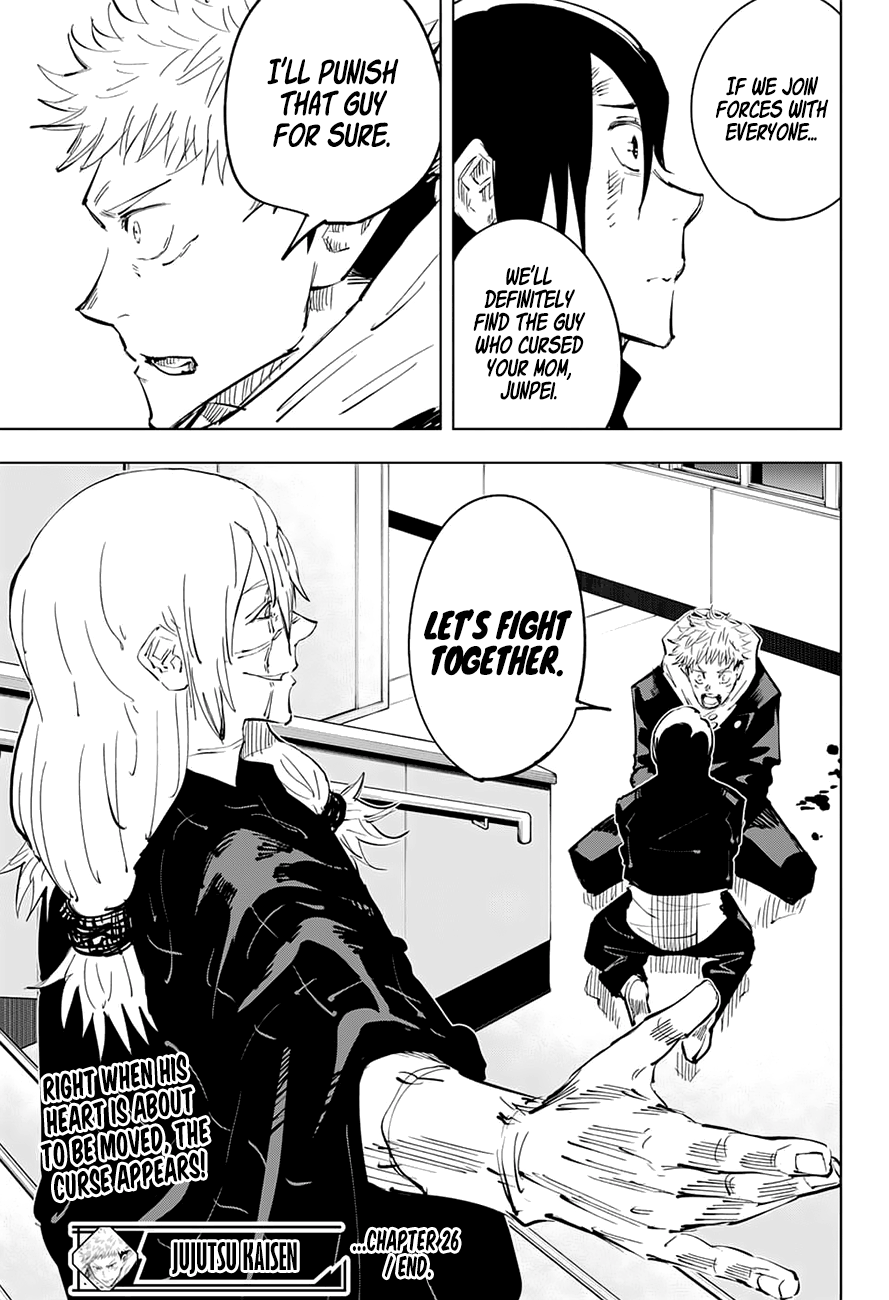 IF WE JOIN
FORCES WITH
EVERYONE...
WE'LL
DEFINITELY
FIND THE GUY
WHO CURSED
YOUR MOM,
JUNPEI.
I'LL PUNISH
THAT GUY
FOR SURE.
LET'S FIGHT
TOGETHER.
RIGHT WHEN HIS
HEART IS ABOUT
TO BE MOVED, THE
CURSE APPEARS!
JUJUTSU KAISEN
...CHAPTER 26
/ END.